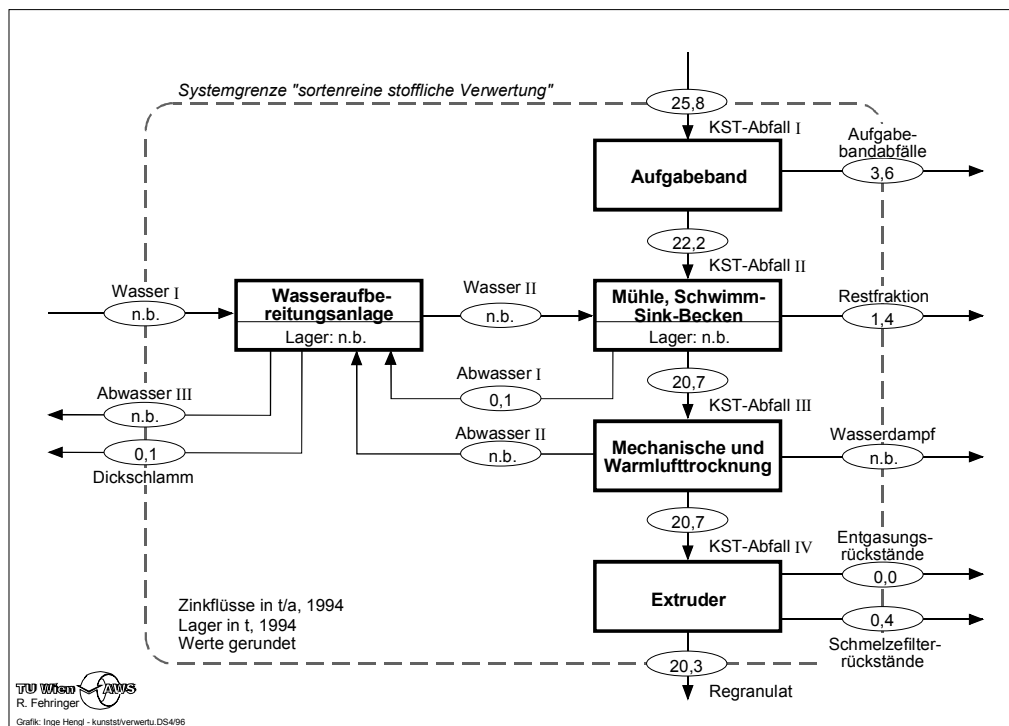 Systemgrenze "sortenreine stoffliche Verwertung"
25,8
KST-Abfall I
Aufgabe-
bandabfälle
Aufgabeband
3,6
22,2
KST-Abfall II
Wasser I
n.b.
Wasseraufbe-
reitungsanlage
Lager: n.b.
Wasser II
n.b.
Mühle, Schwimm-
Sink-Becken
Lager: n.b.
Restfraktion
1,4
Abwasser III
n.b.
Abwasser I
0,1
20,7
KST-Abfall III
0,1
Dickschlamm
Abwasser II
n.b.
Mechanische und
Warmlufttrocknung
Wasserdampf
n.b.
20,7
KST-Abfall IV
Entgasungs-
rückstände
0,0
Extruder
0,4
Schmelzefilter-
rückstände
Zinkflüsse in t/a, 1994
Lager in t, 1994
Werte gerundet
20,3
Regranulat
TU Wien AWS
R. Fehringer
Grafik: Inge Hengl - kunstst/verwertu.DS4/96